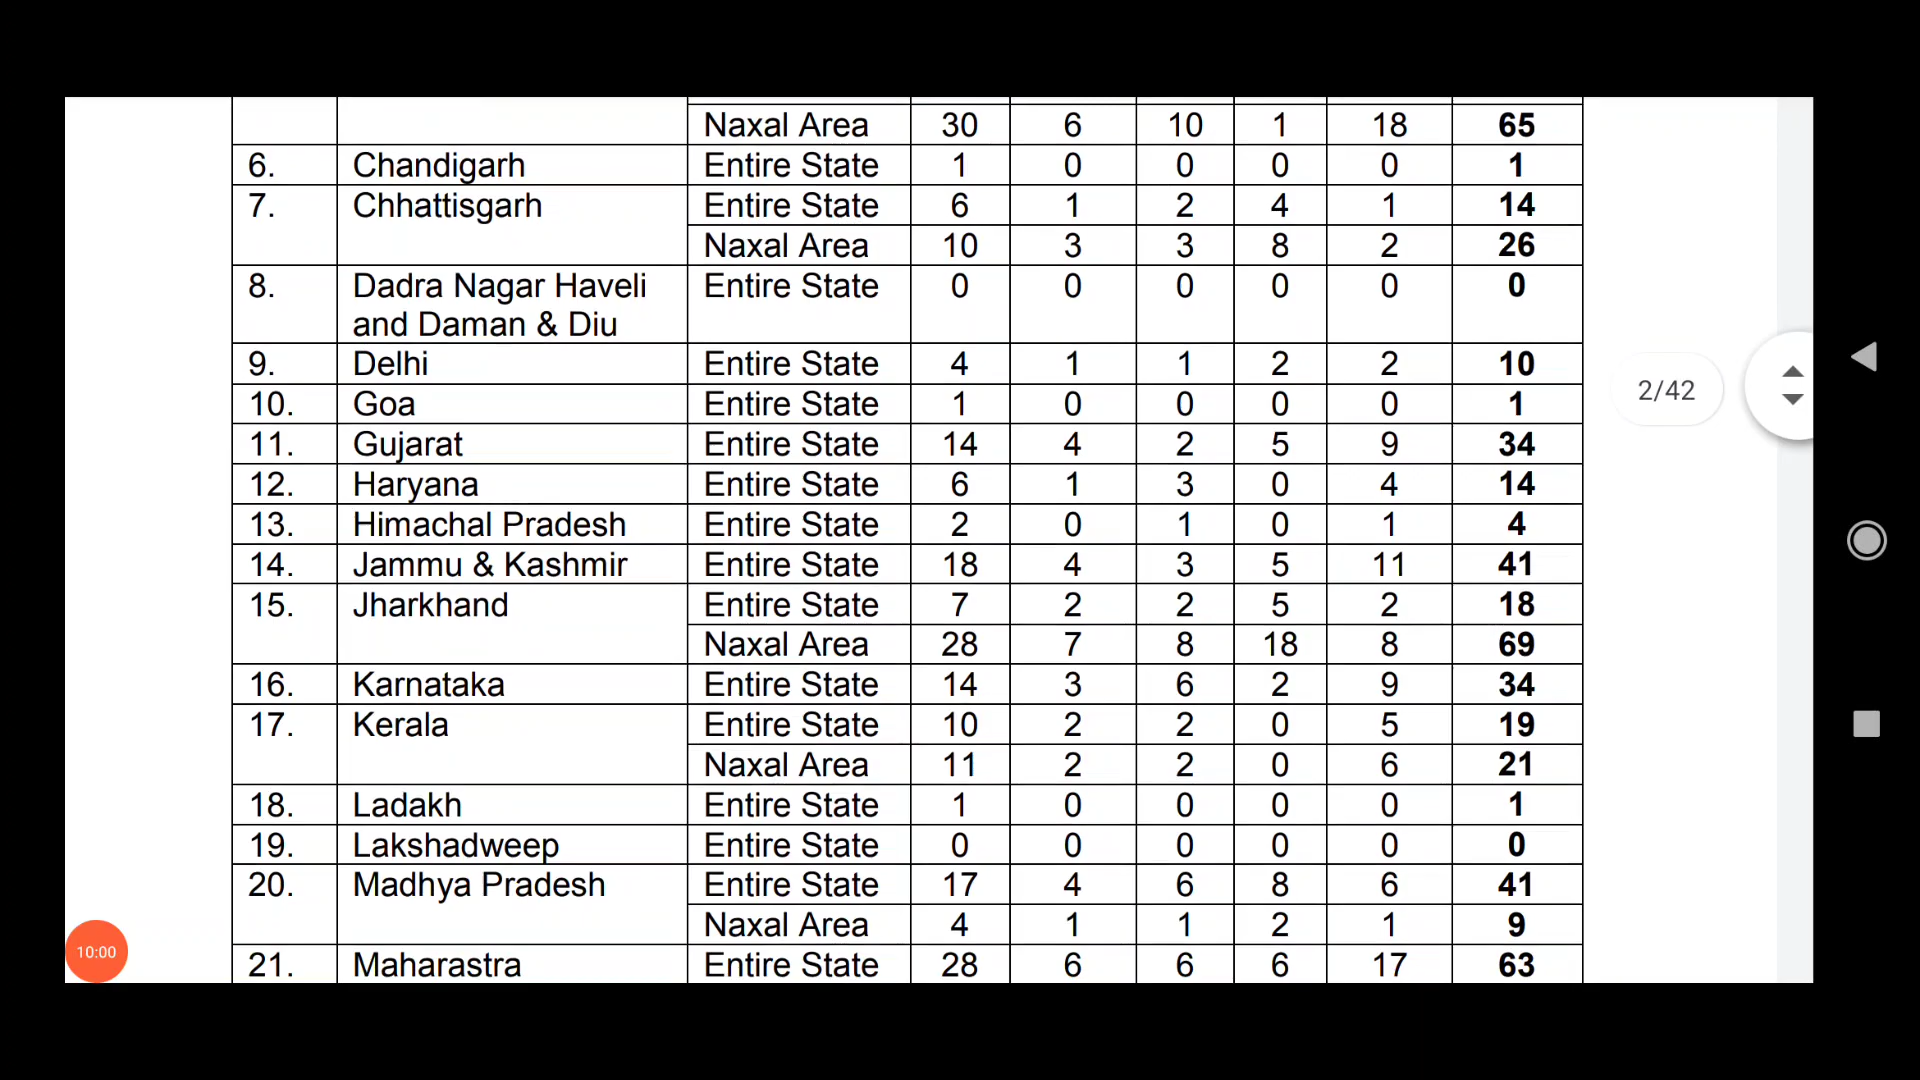 Naxal Area 30 6 10 1 18 65
6. Chandigarh Entire State 1 0 0 0 0 1
7. Chhattisgarh Entire State 6 1 2 4 1 14
Naxal Area 10 3 3 8 2 26
8. Dadra Nagar Haveli Entire State 0 0 0 0 0 0
and Daman & Diu
9. Delhi Entire State 4 1 1 2 2 10
10. Goa Entire State 1 0 0 0 0 1
11. Gujarat Entire State 14 4 2 5 9 34
12. Haryana Entire State 6 1 3 0 4 14
13. Himachal Pradesh Entire State 2 0 1 0 1 4
14. Jammu & Kashmir Entire State 18 4 3 5 11 41
15. Jharkhand Entire State 7 2 2 5 2 18
Naxal Area 28 7 8 18 8 69
16. Karnataka Entire State 14 3 6 2 9 34
17. Kerala Entire State 10 2 2 0 5 19
Naxal Area 11 2 2 0 6 21
18. Ladakh Entire State 1 0 0 0 0 1
19. Lakshadweep Entire State 0 0 0 0 0 0
20. Madhya Pradesh Entire State 17 4 6 8 6 41
Naxal Area 4 1 1 2 1 9
21. Maharastra Entire State 28 6 6 6 17 63
2/42
10:00